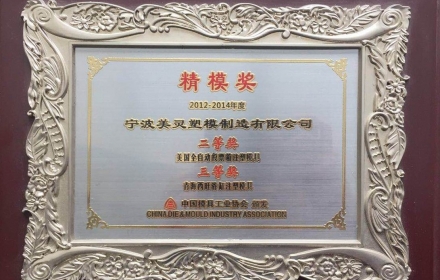 精模奖
2012-2014年度
宁波美灵塑模制造有限公司
二等奖
三等奖
中国模具工业协会 颁发
CHINA DIE & MOULD INDUSTRY ASSOCIATION